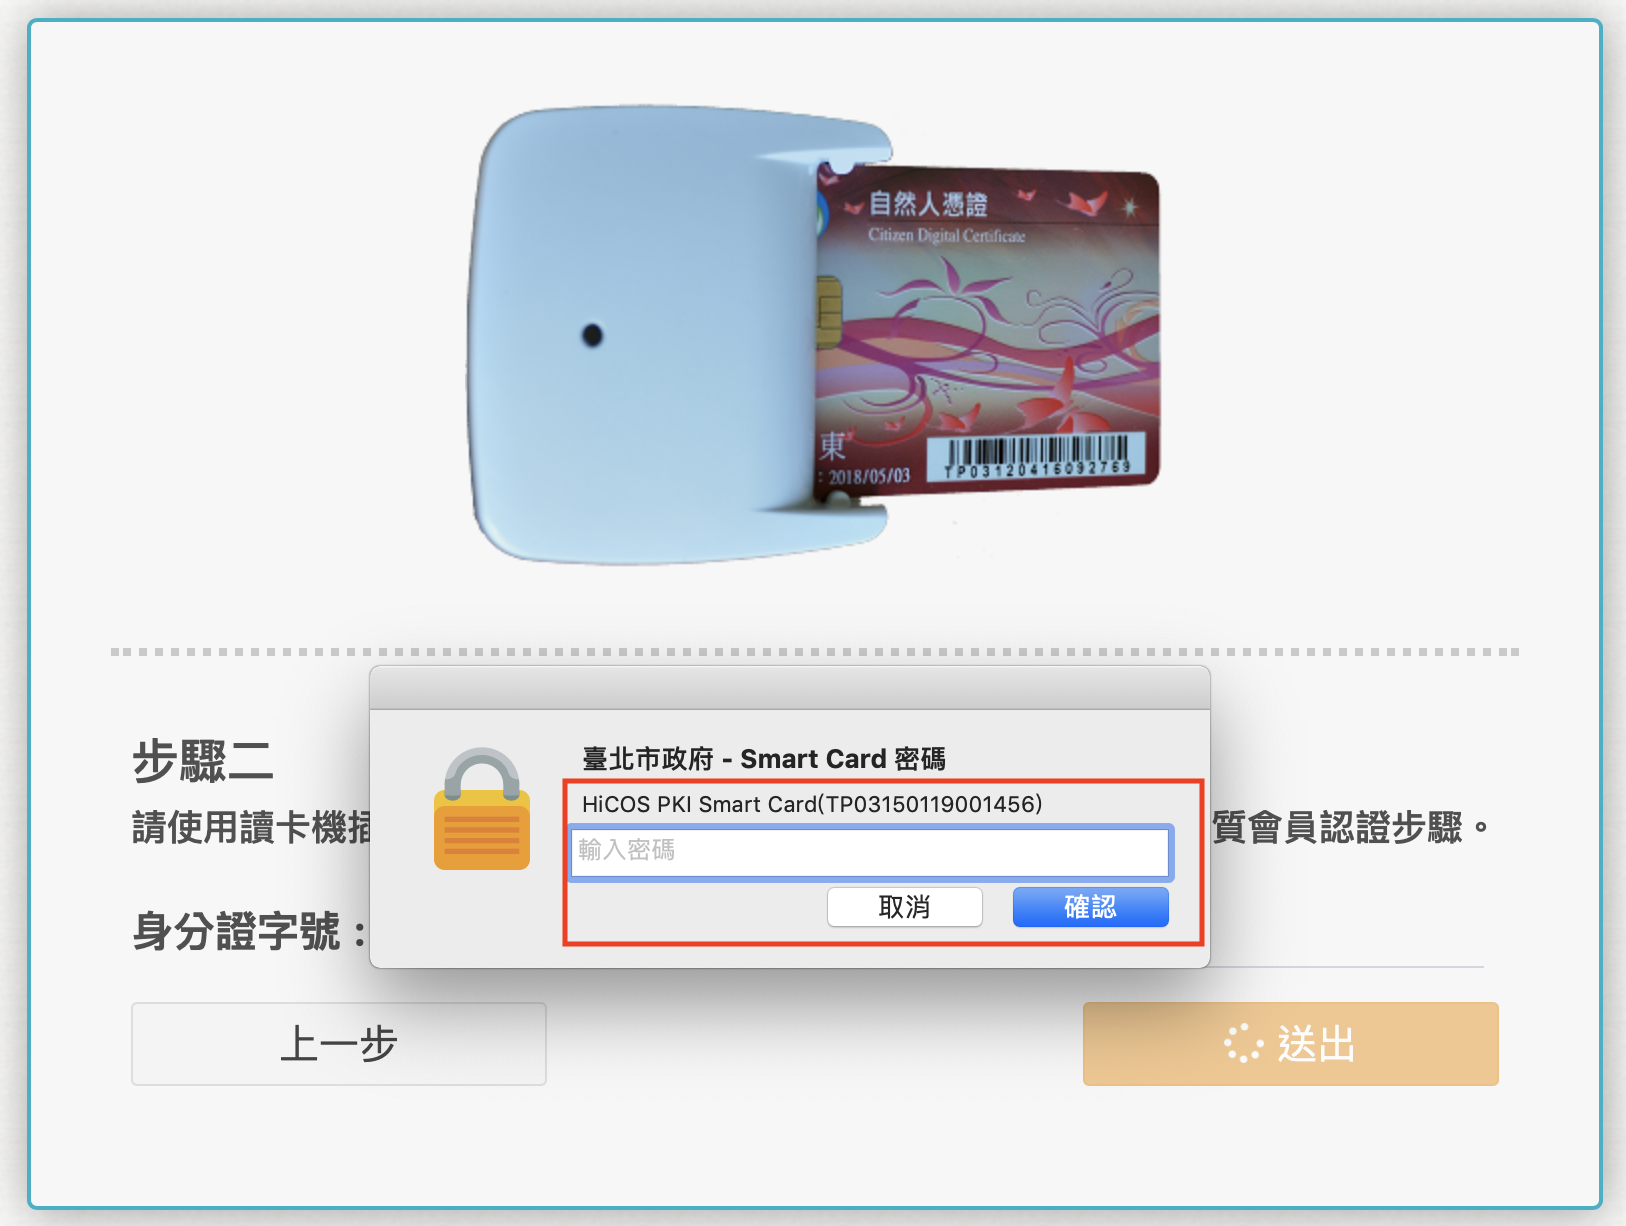 自然人憑證
Citizen Digital Certificate
東
: 2018/05/03
TP03120416092769
臺北市政府 - Smart Card 密碼
HiCOS PKI Smart Card(TP03150119001456)
輸入密碼
取消
確認
步驟二
請使用讀卡機
質會員認證步驟。
身分證字號：
上一步
送出